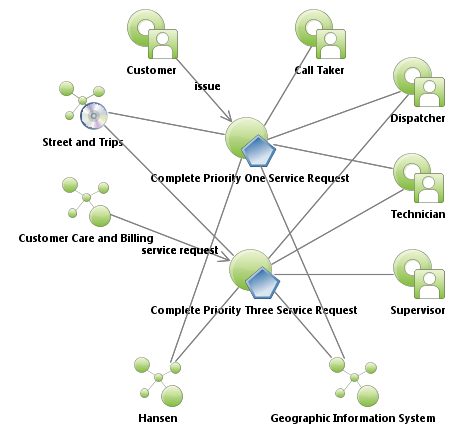 Customer
Call Taker
issue
Dispatcher
Street and Trips
Complete Priority One Service Request
Technician
Customer Care and Billing
service request
Complete Priority Three Service Request
Supervisor
Hansen
Geographic Information System